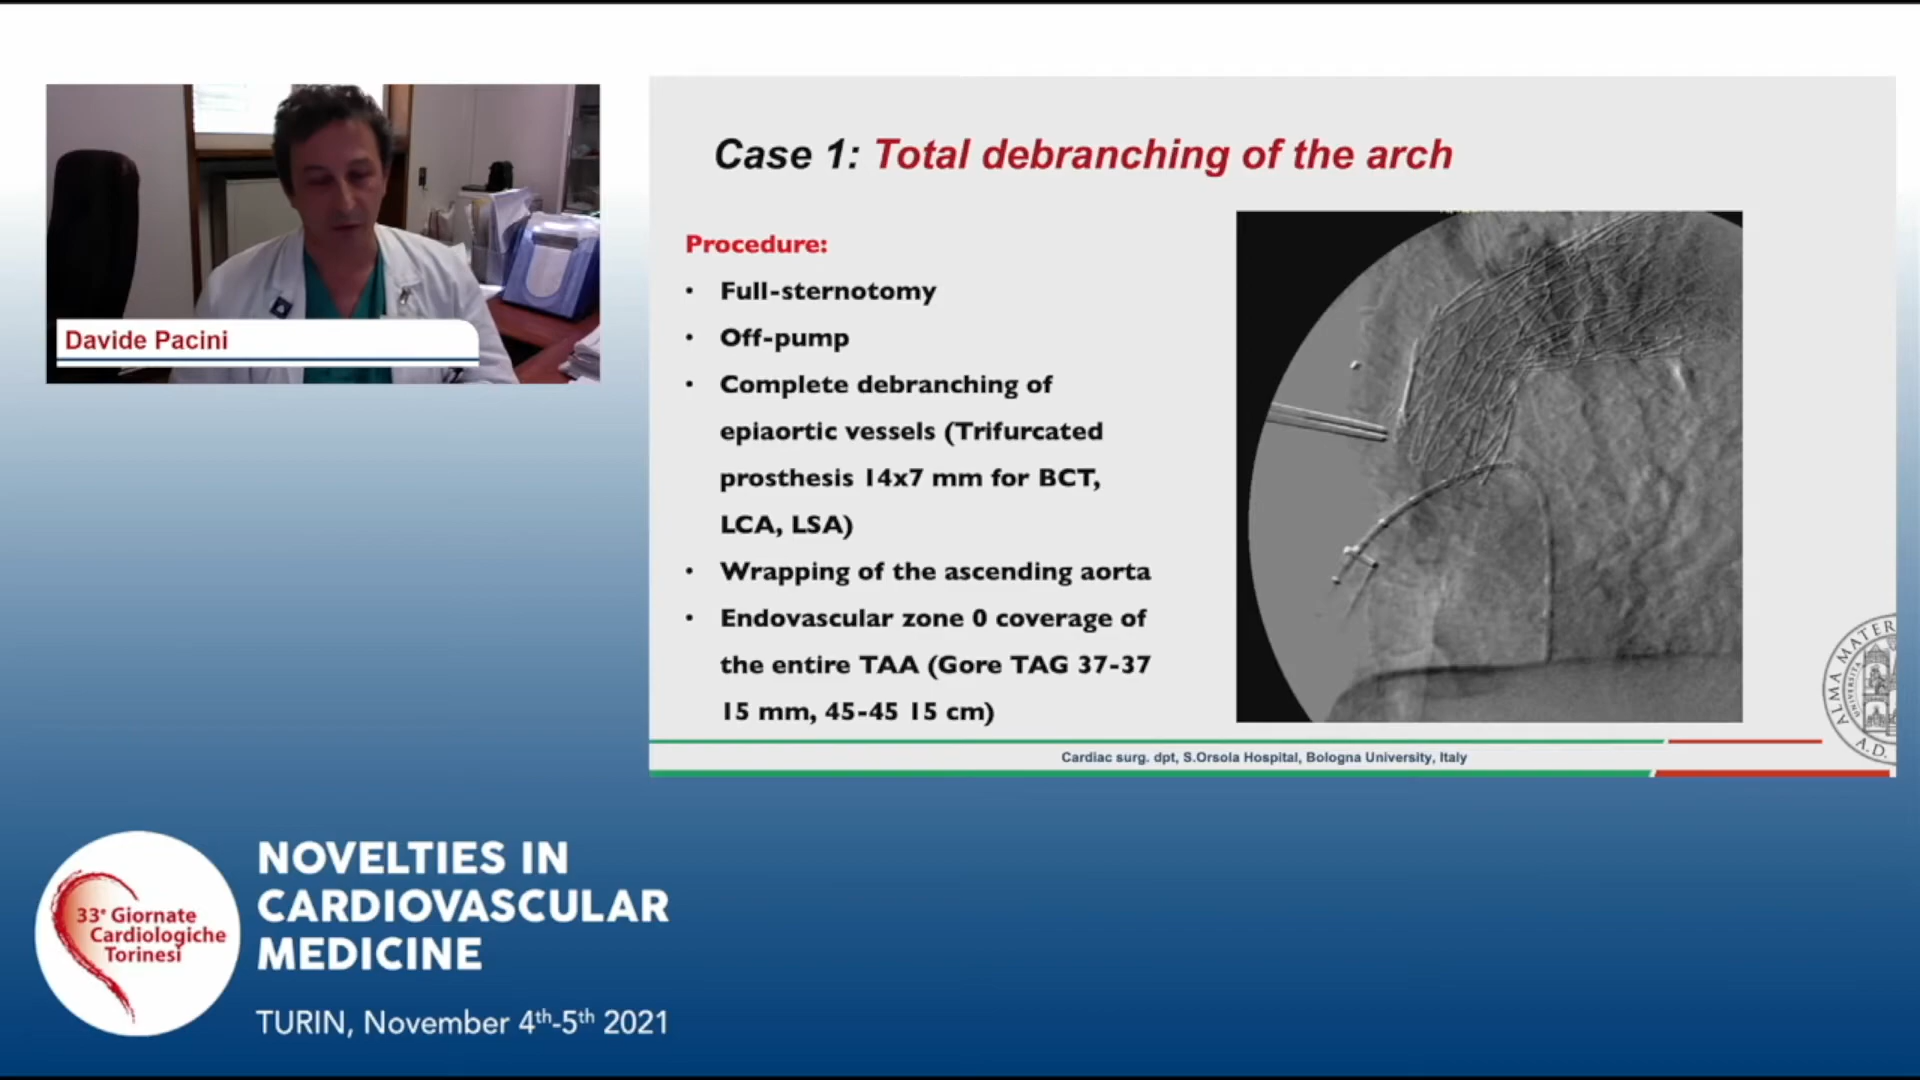 Davide Pacini
Case 1: Total debranching of the arch
Procedure:
• Full-sternotomy
• Off-pump
• Complete debranching of
epiaortic vessels (Trifurcated
prosthesis 14x7 mm for BCT,
LCA, LSA)
• Wrapping of the ascending aorta
• Endovascular zone 0 coverage of
the entire TAA (Gore TAG 37-37
15 mm, 45-45 15 cm)
ALMA MATER
A.D.
Cardiac surg. dpt, S.Orsola Hospital, Bologna University, Italy
33° Giornate
Cardiologiche
Torinesi
NOVELTIES IN
CARDIOVASCULAR
MEDICINE
TURIN, November 4th-5th 2021